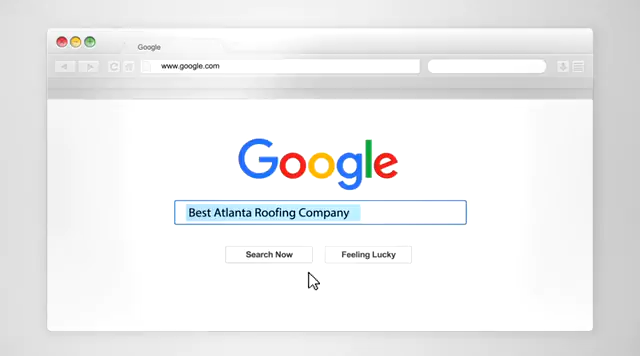 Google
www.google.com
Google
Best Atlanta Roofing Company
Search Now
Feeling Lucky